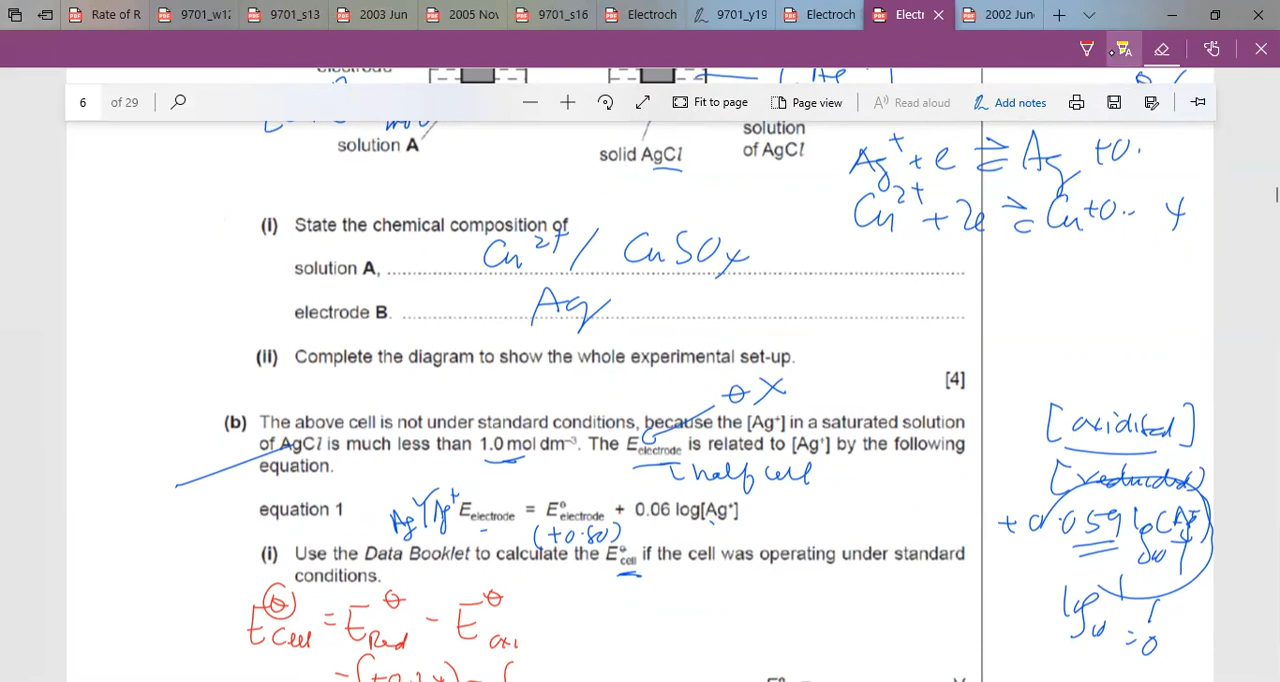 Rate of R
9701_w12
9701_s13
2003 Jun
2005 Nov
9701_s16
Electroch
9701_y19
Electroch
Electr
2002 Jun
6 of 29
Fit to page
Page view
Read aloud
Add notes
solution A
solid AgCl
solution
of AgCl
Ag⁺ + e ⇌ Ag +0.
Cu²⁺ + 2e ⇌ Cu +0..
(i) State the chemical composition of
solution A, Cu²⁺ / CuSO₄
electrode B. Ag
(ii) Complete the diagram to show the whole experimental set-up.
[4]
⊖ X
(b) The above cell is not under standard conditions, because the [Ag⁺] in a saturated solution
of AgCl is much less than 1.0 mol dm⁻³. The E electrode is related to [Ag⁺] by the following
equation.
half cell
[oxidised]
[reduced]
equation 1 Ag/Ag⁺ E electrode = E⊖ electrode + 0.06 log[Ag⁺]
(+0.80)
+ 0.059 log
(i) Use the Data Booklet to calculate the E⊖ cell if the cell was operating under standard
conditions.
E⊖ cell = E⊖ Red − E⊖ oxi
log 1
= 0